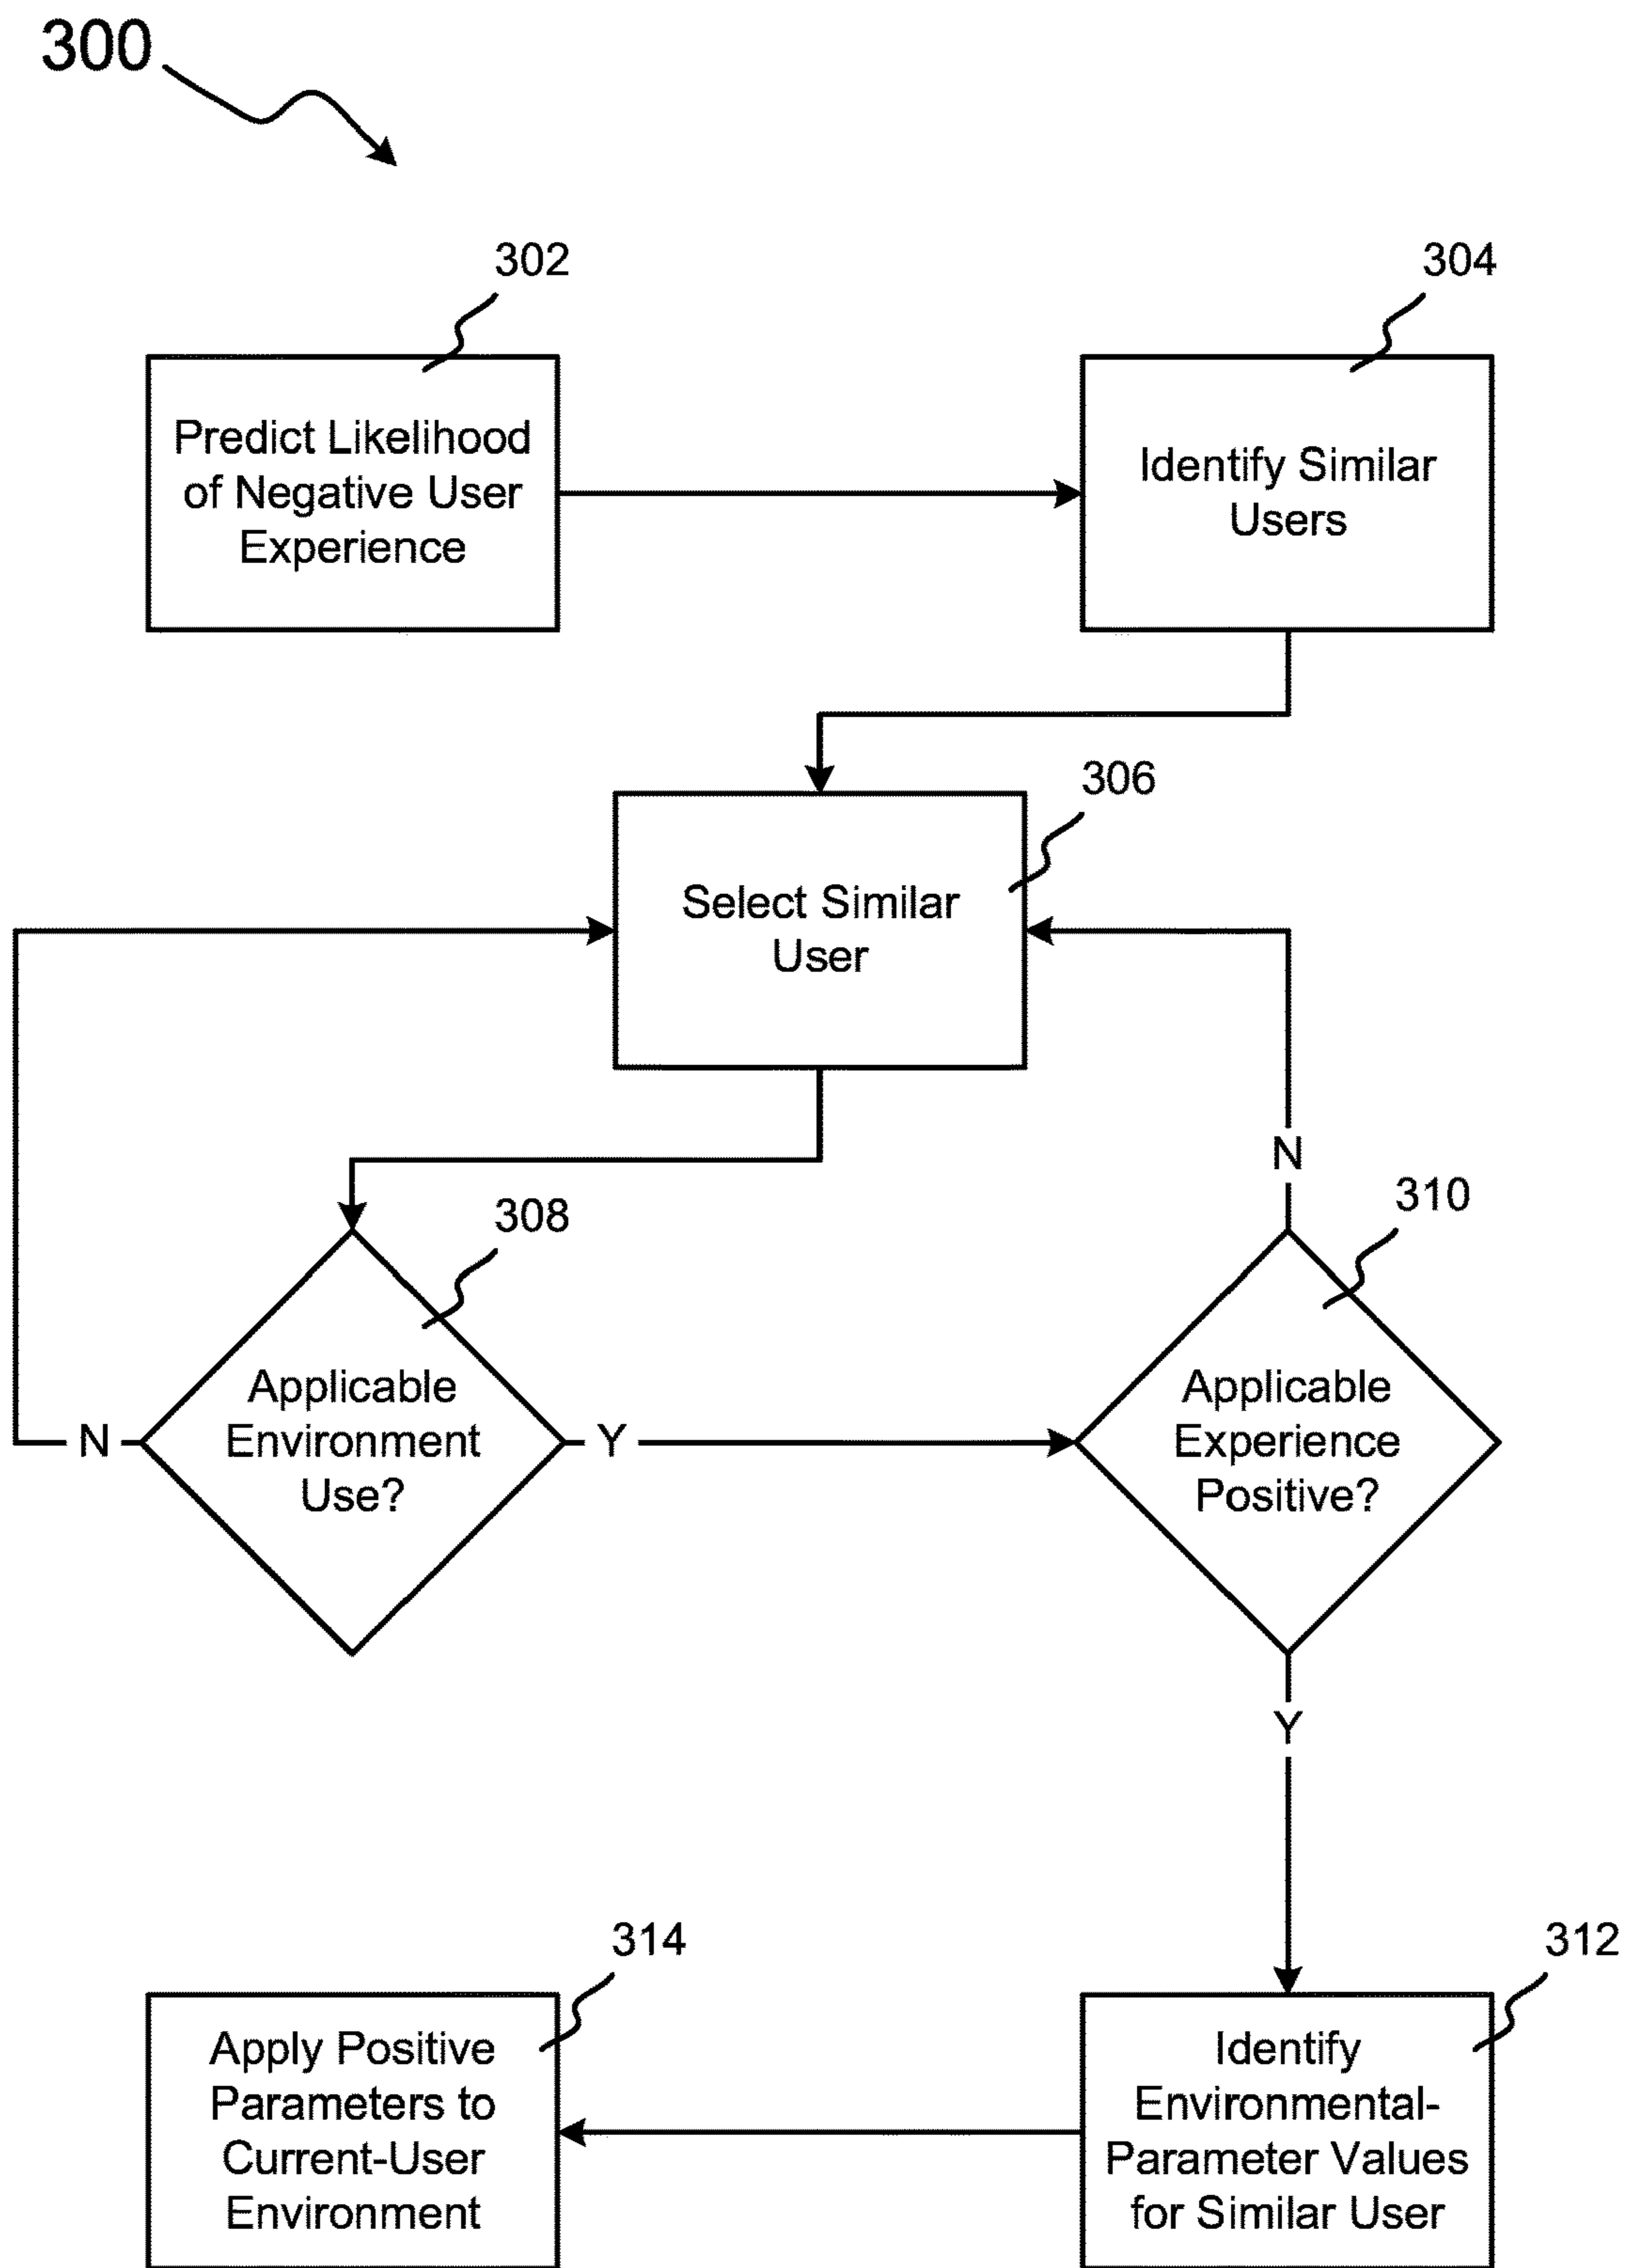 300
302
304
Predict Likelihood
of Negative User
Experience
Identify Similar
Users
306
Select Similar
User
N
308
310
Applicable
Environment
Use?
N
Y
Applicable
Experience
Positive?
Y
314
312
Apply Positive
Parameters to
Current-User
Environment
Identify
Environmental-
Parameter Values
for Similar User